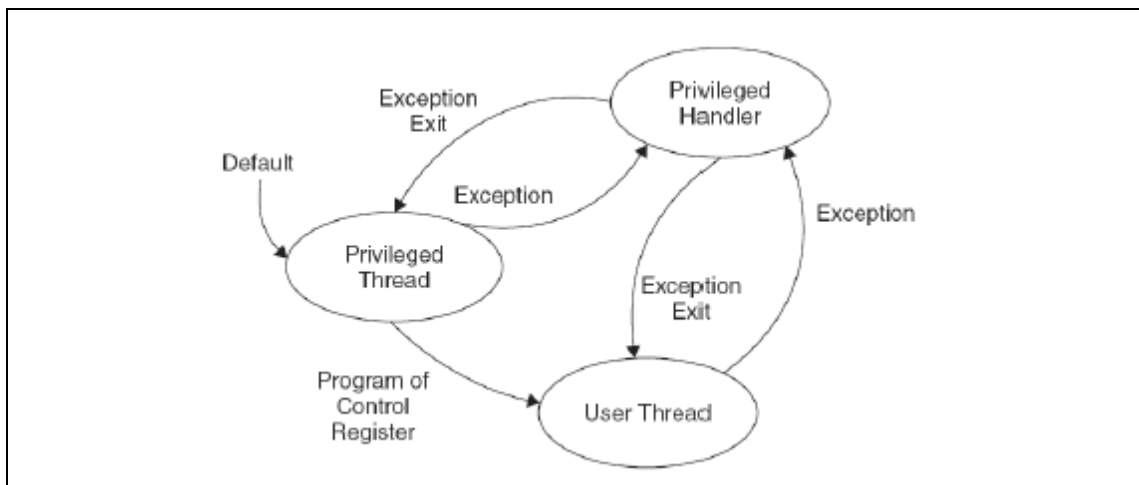 Privileged
Handler
Exception
Exit
Default
Exception
Exception
Privileged
Thread
Exception
Exit
Program of
Control
Register
User Thread